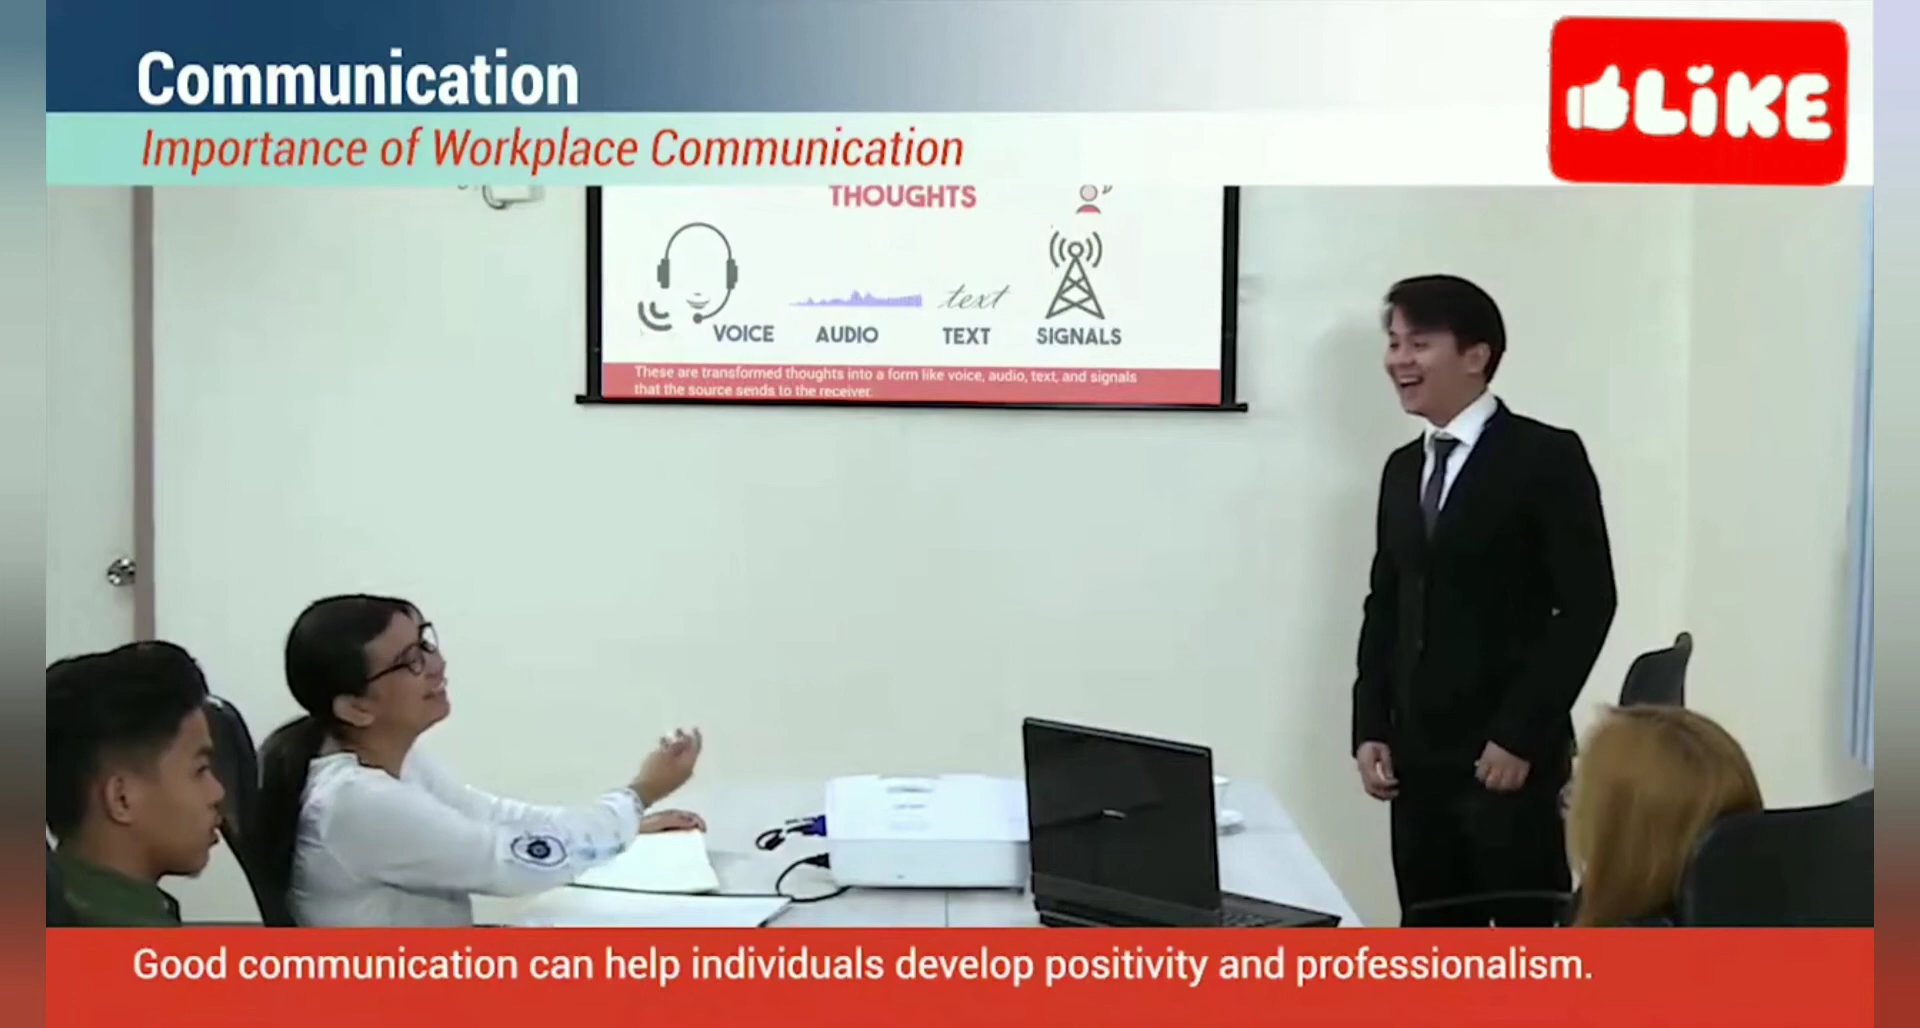 Communication
LiKE
Importance of Workplace Communication
THOUGHTS
text
VOICE AUDIO TEXT SIGNALS
These are transformed thoughts into a form like voice, audio, text, and signals
that the source sends to the receiver.
Good communication can help individuals develop positivity and professionalism.